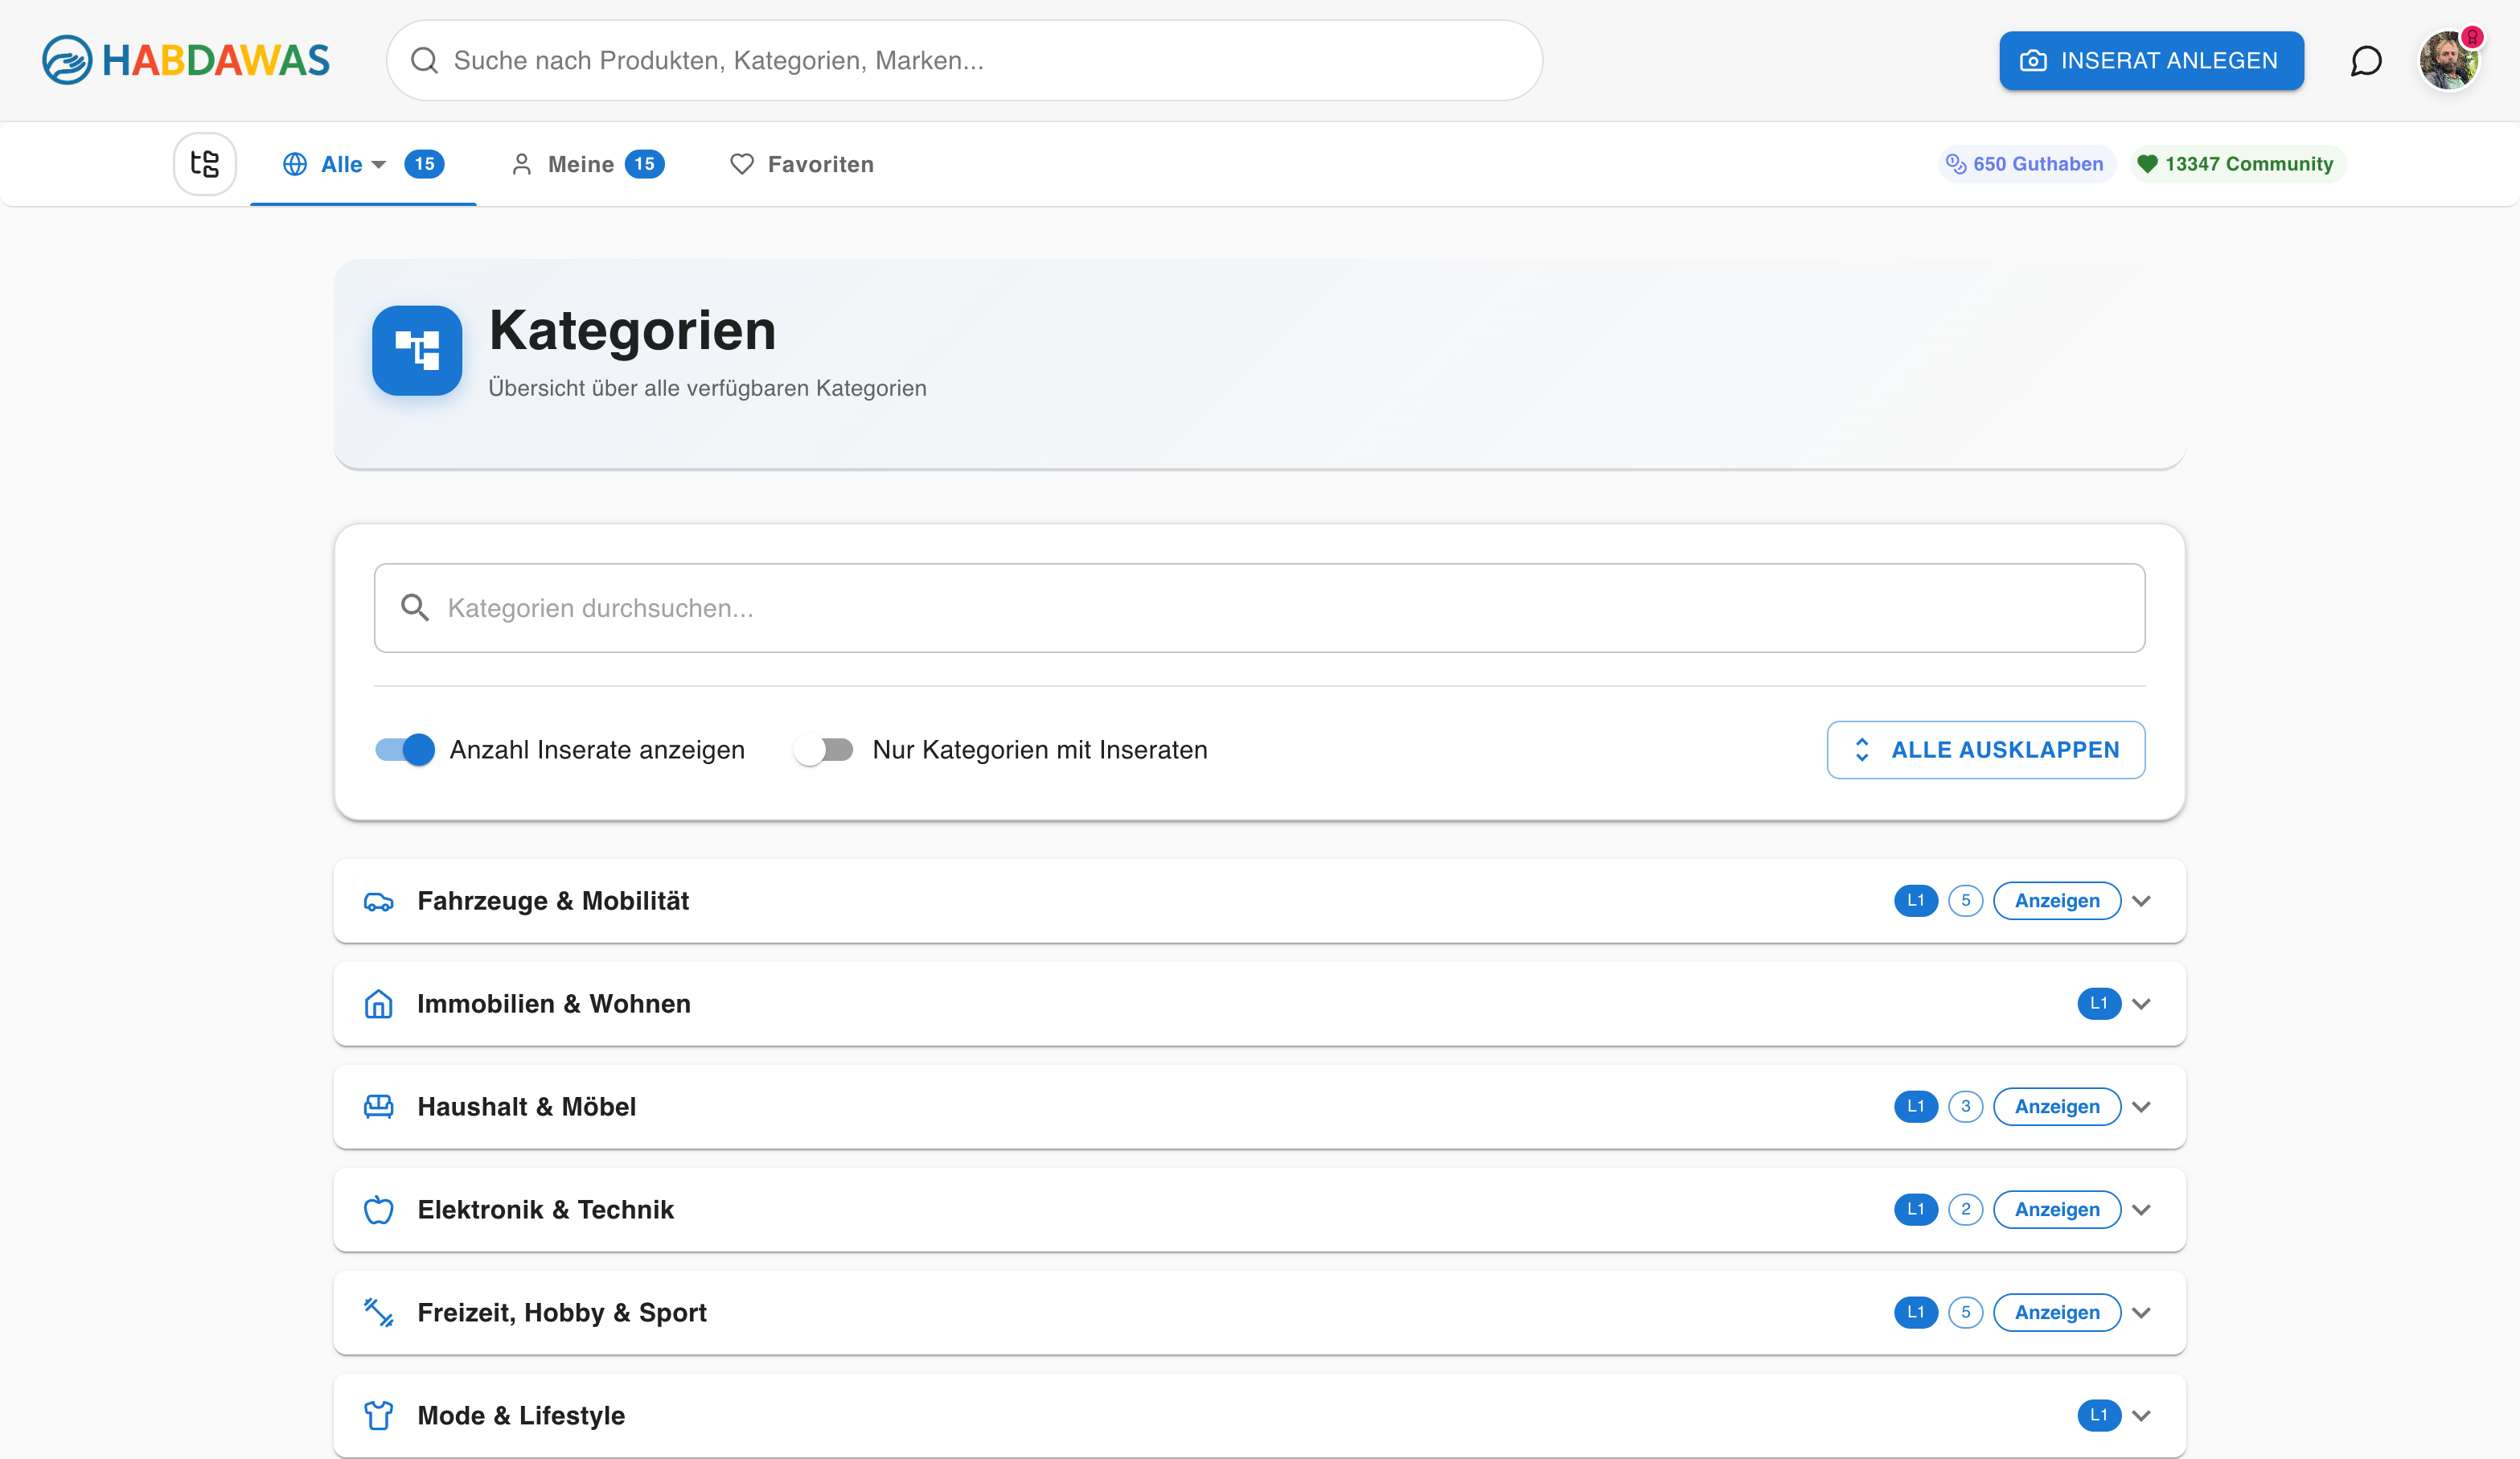 HABDAWAS
Suche nach Produkten, Kategorien, Marken...
INSERAT ANLEGEN
Alle 15
Meine 15
Favoriten
650 Guthaben
13347 Community
Kategorien
Übersicht über alle verfügbaren Kategorien
Kategorien durchsuchen...
Anzahl Inserate anzeigen
Nur Kategorien mit Inseraten
ALLE AUSKLAPPEN
Fahrzeuge & Mobilität L1 5 Anzeigen
Immobilien & Wohnen L1
Haushalt & Möbel L1 3 Anzeigen
Elektronik & Technik L1 2 Anzeigen
Freizeit, Hobby & Sport L1 5 Anzeigen
Mode & Lifestyle L1